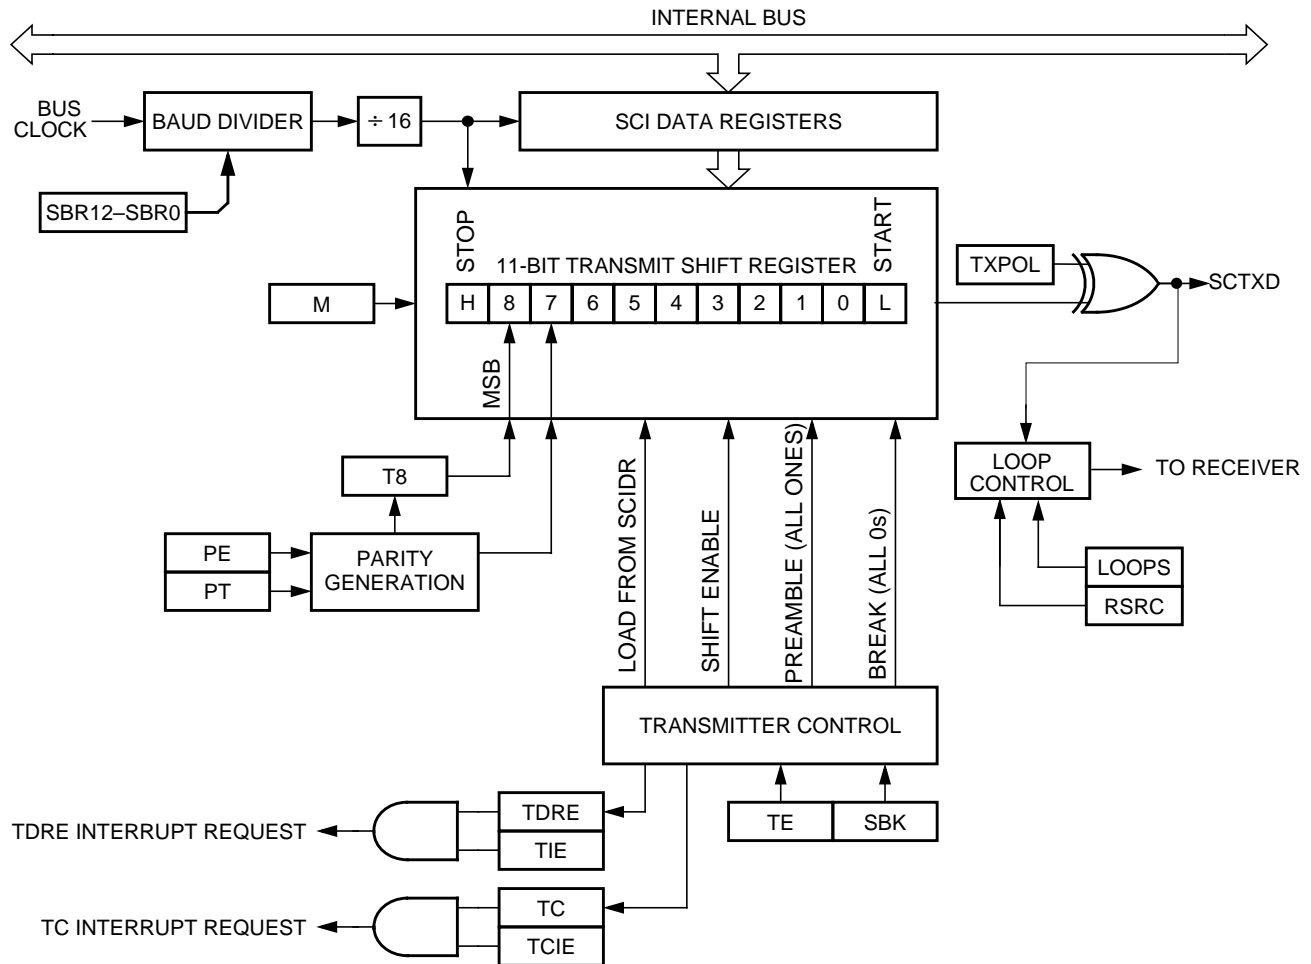 INTERNAL BUS
BUS
CLOCK
BAUD DIVIDER
÷ 16
SCI DATA REGISTERS
SBR12–SBR0
STOP
START
11-BIT TRANSMIT SHIFT REGISTER
H 8 7 6 5 4 3 2 1 0 L
M
TXPOL
SCTXD
MSB
T8
LOOP
CONTROL
TO RECEIVER
PE
PT
PARITY
GENERATION
LOAD FROM SCIDR
SHIFT ENABLE
PREAMBLE (ALL ONES)
BREAK (ALL 0s)
LOOPS
RSRC
TRANSMITTER CONTROL
TDRE INTERRUPT REQUEST
TDRE
TIE
TE
SBK
TC INTERRUPT REQUEST
TC
TCIE